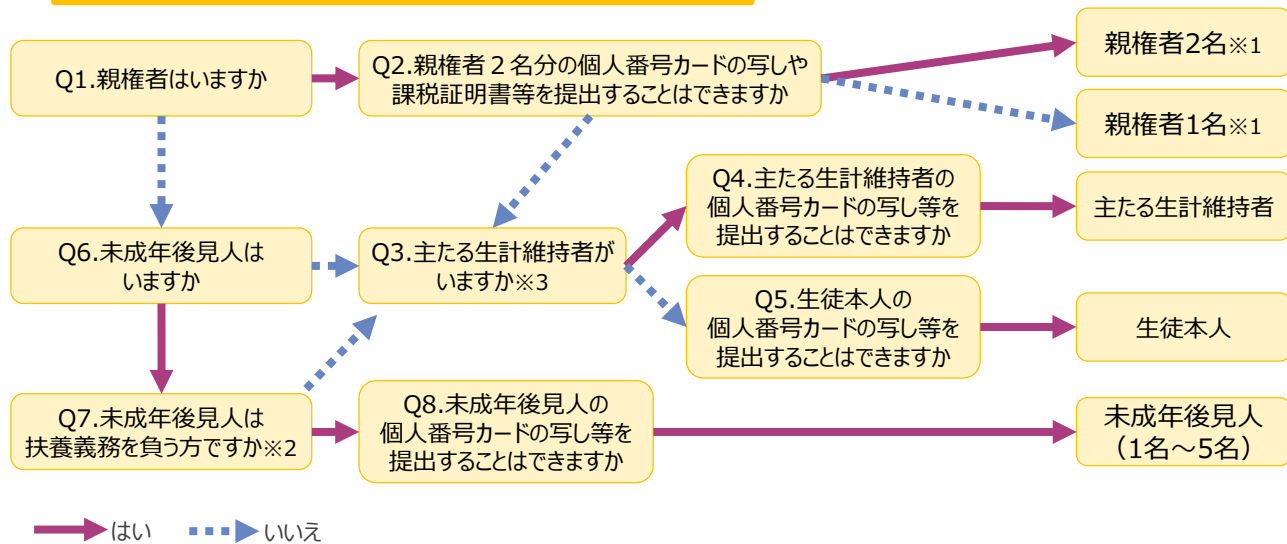 Q1.親権者はいますか
Q2.親権者２名分の個人番号カードの写しや
課税証明書等を提出することはできますか
親権者2名※1
親権者1名※1
Q4.主たる生計維持者の
個人番号カードの写し等を
提出することはできますか
主たる生計維持者
Q6.未成年後見人は
いますか
Q3.主たる生計維持者が
いますか※3
Q5.生徒本人の
個人番号カードの写し等を
提出することはできますか
生徒本人
Q7.未成年後見人は
扶養義務を負う方ですか※2
Q8.未成年後見人の
個人番号カードの写し等を
提出することはできますか
未成年後見人
（1名～5名）
はい
いいえ